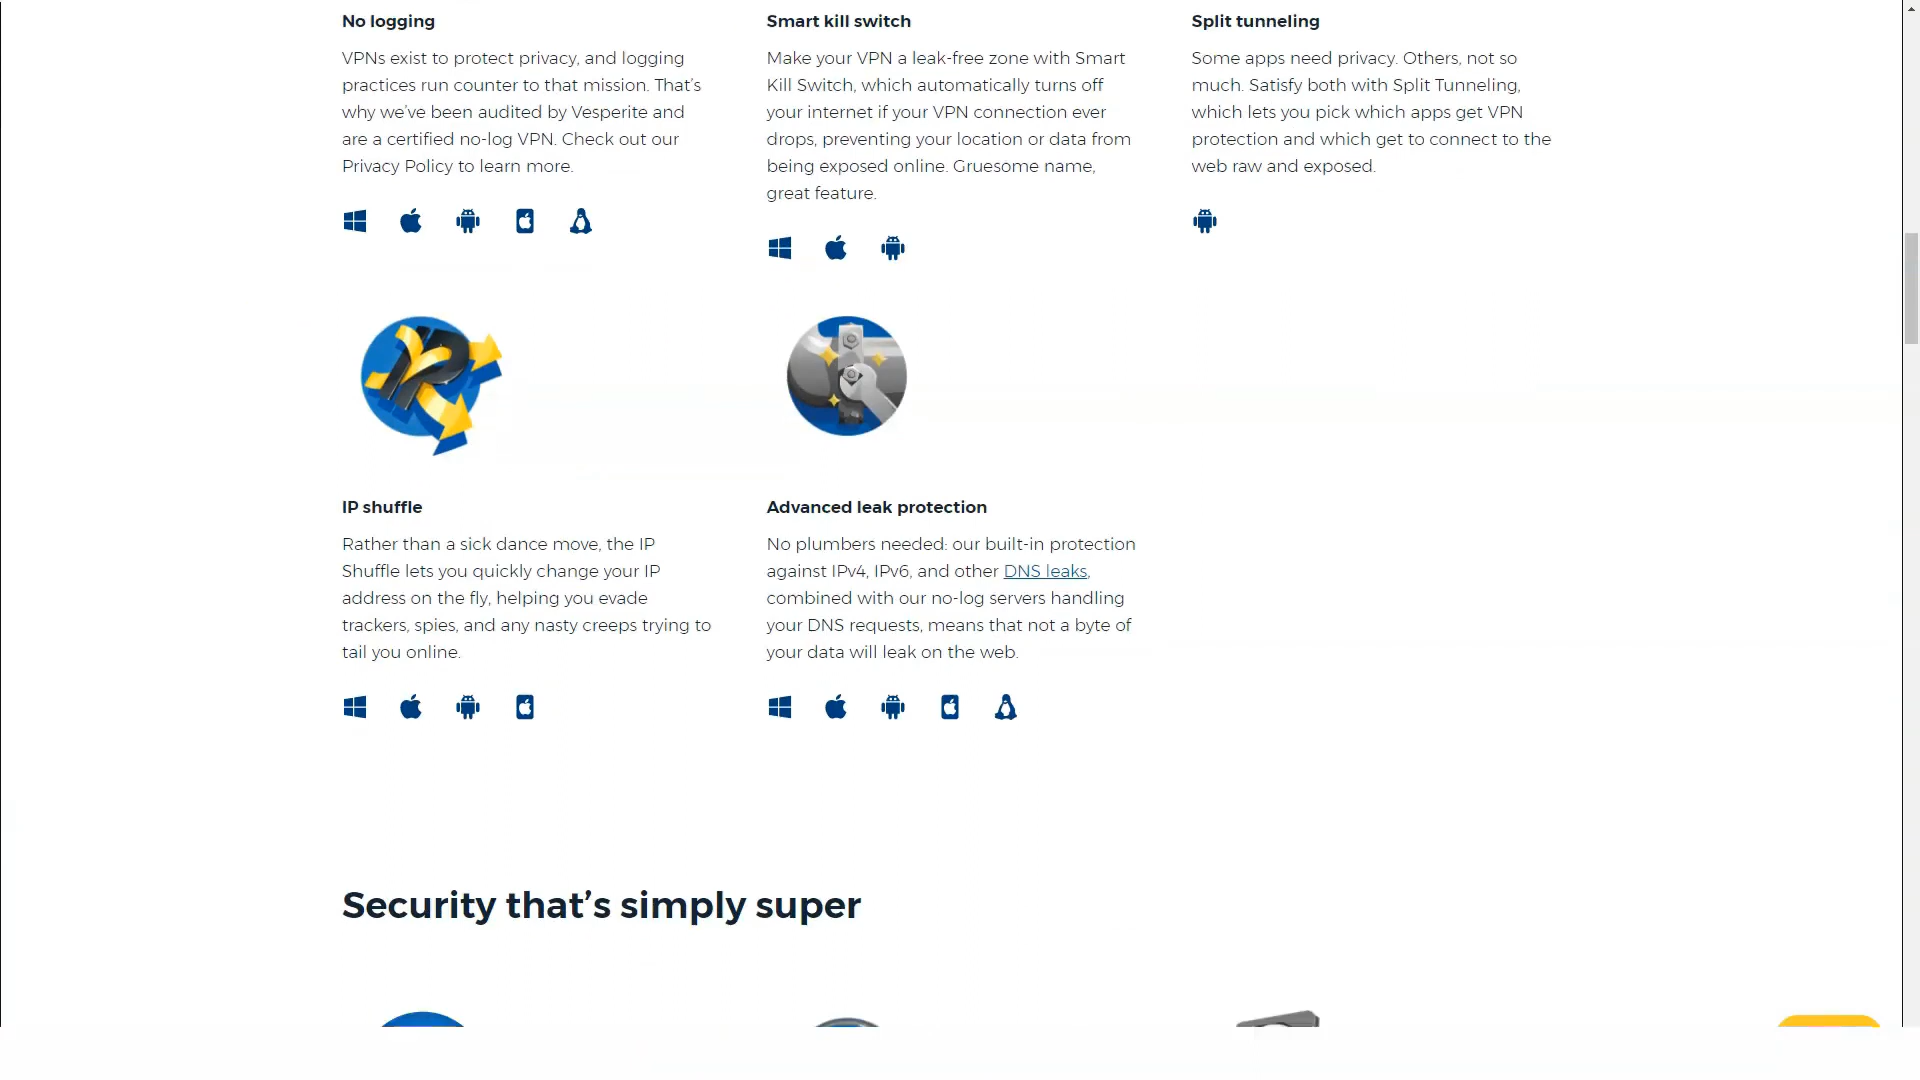 No logging
VPNs exist to protect privacy, and logging
practices run counter to that mission. That’s
why we’ve been audited by Vesperite and
are a certified no-log VPN. Check out our
Privacy Policy to learn more.
Smart kill switch
Make your VPN a leak-free zone with Smart
Kill Switch, which automatically turns off
your internet if your VPN connection ever
drops, preventing your location or data from
being exposed online. Gruesome name,
great feature.
Split tunneling
Some apps need privacy. Others, not so
much. Satisfy both with Split Tunneling,
which lets you pick which apps get VPN
protection and which get to connect to the
web raw and exposed.
IP
IP shuffle
Rather than a sick dance move, the IP
Shuffle lets you quickly change your IP
address on the fly, helping you evade
trackers, spies, and any nasty creeps trying to
tail you online.
Advanced leak protection
No plumbers needed: our built-in protection
against IPv4, IPv6, and other DNS leaks,
combined with our no-log servers handling
your DNS requests, means that not a byte of
your data will leak on the web.
Security that’s simply super